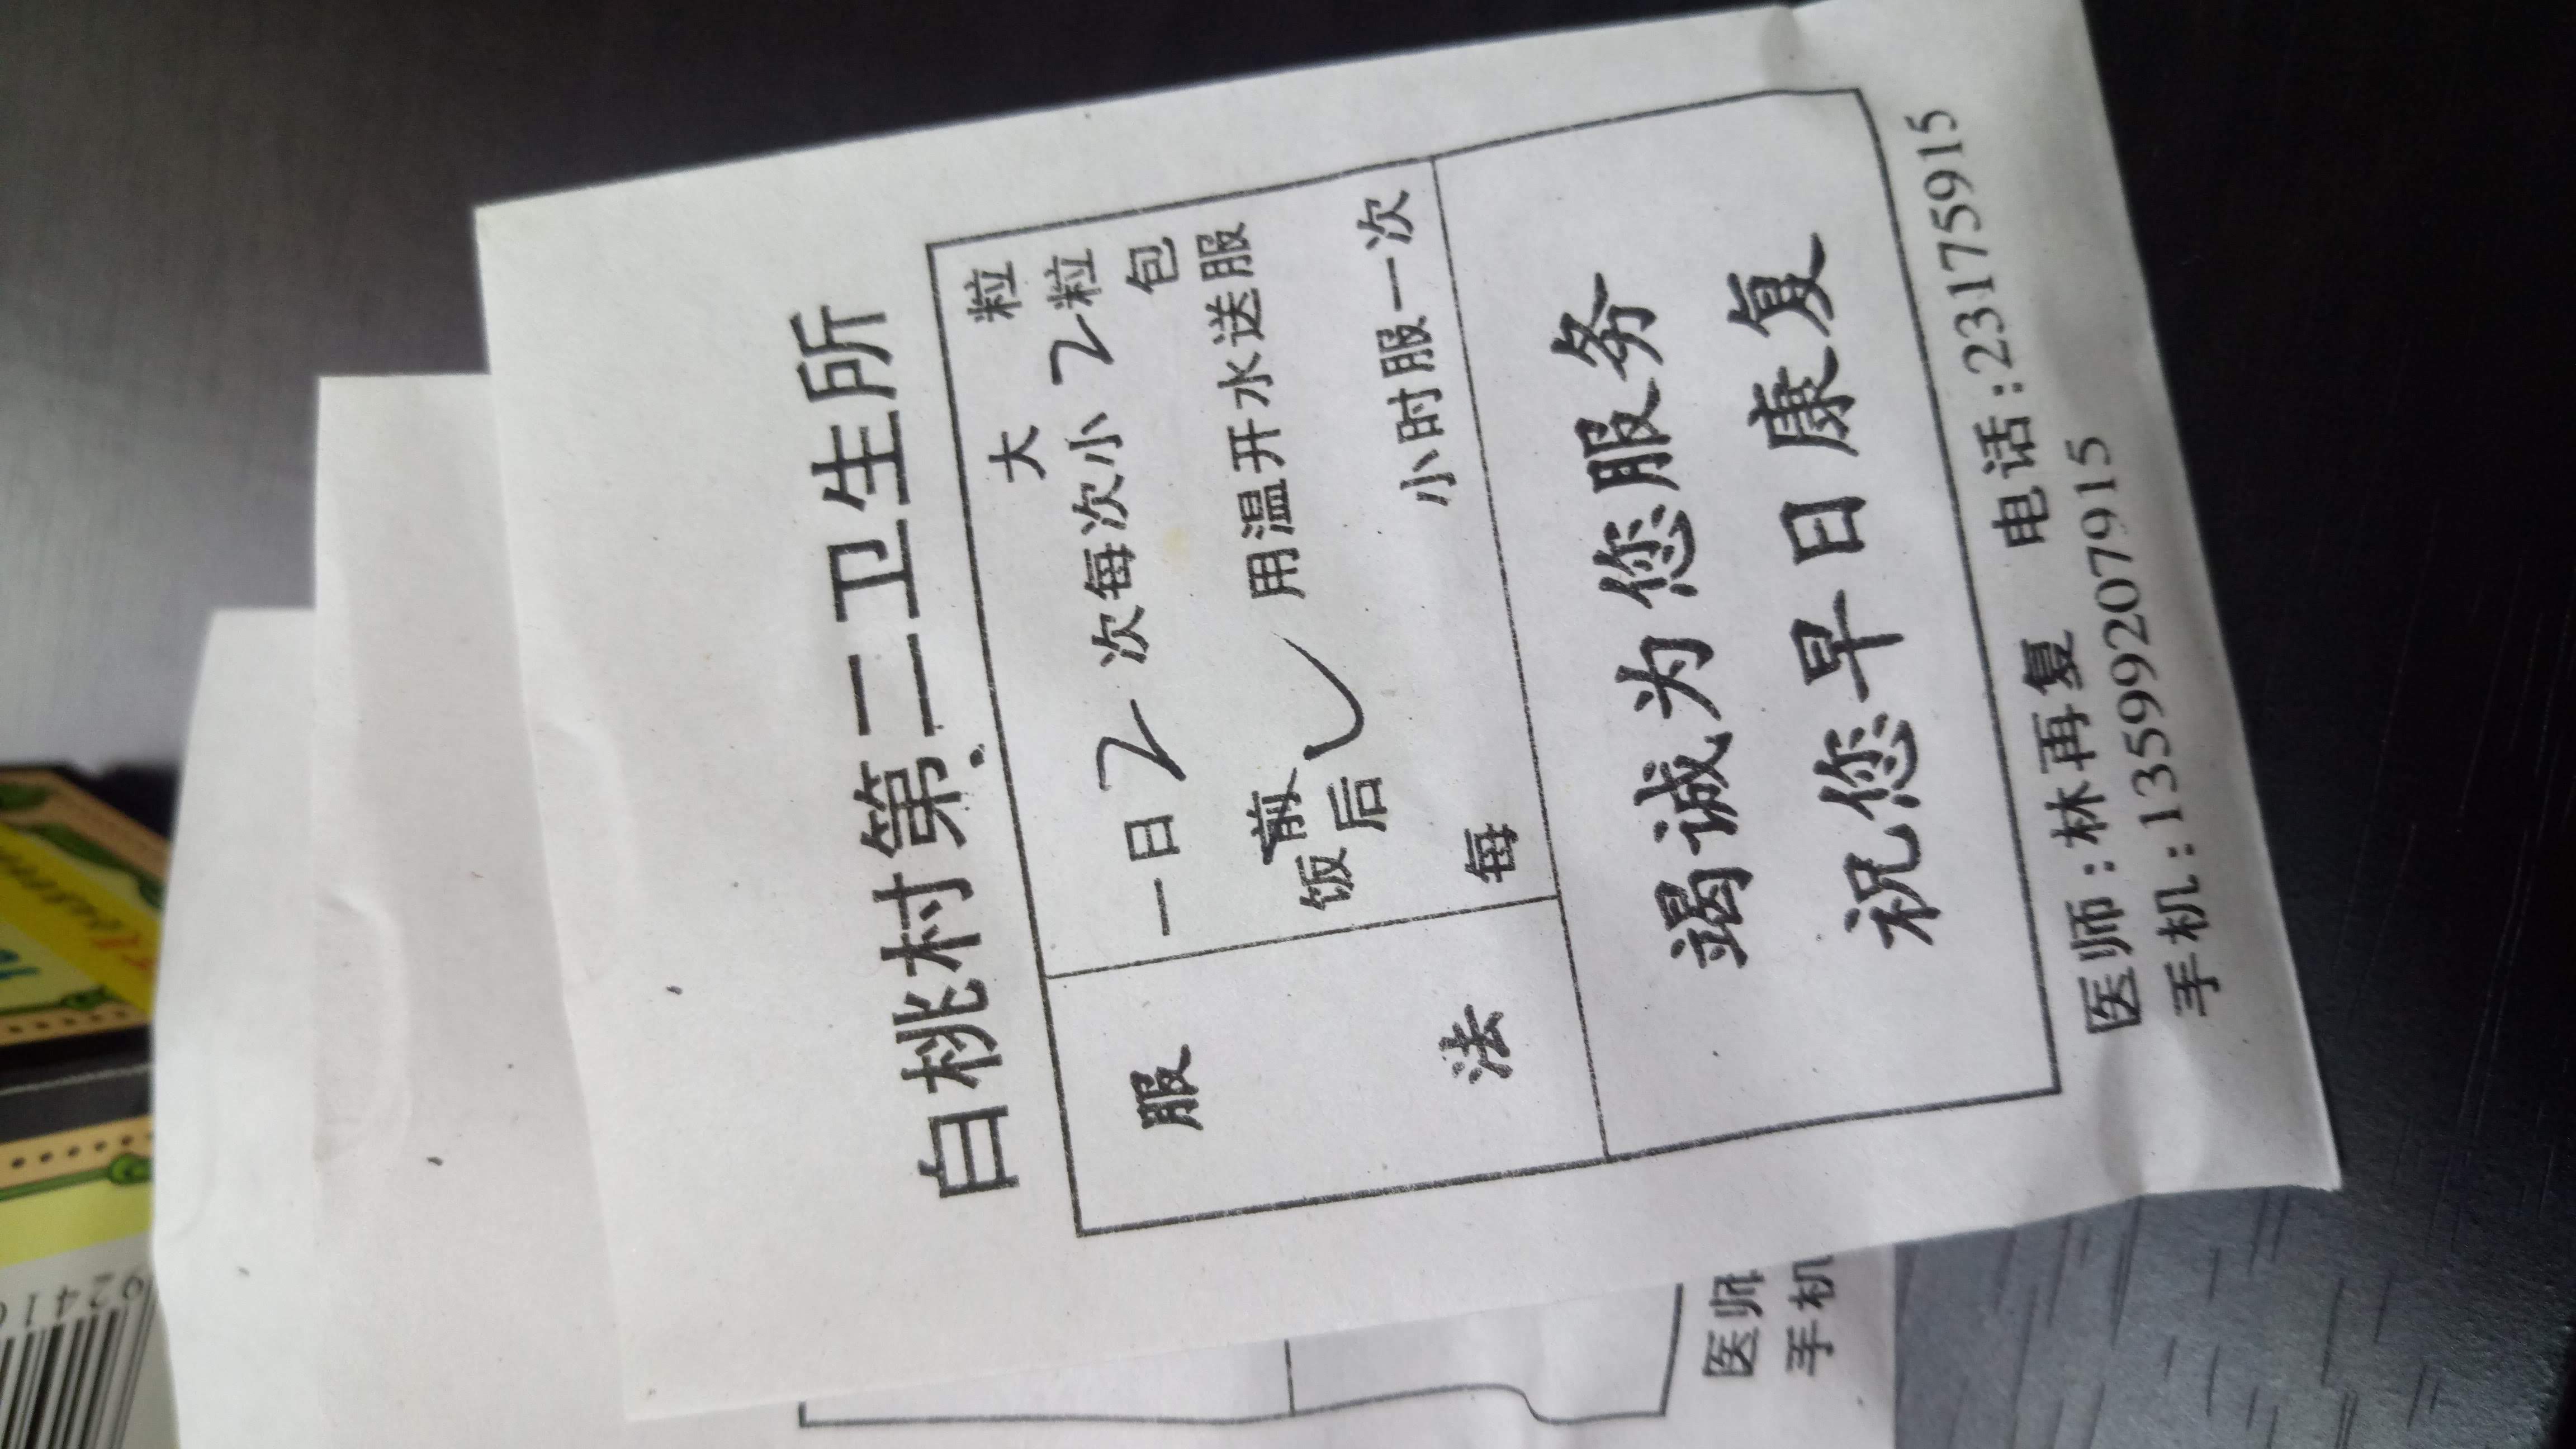 92410
白桃村第二卫生所
大 粒
服 一日 2 次每次小 2 粒
包
前
饭 用温开水送服
后
法 每 小时服一次
竭诚为您服务
祝您早日康复
医师:林再复 电话:23175915
手机:13599207915
医师
手机